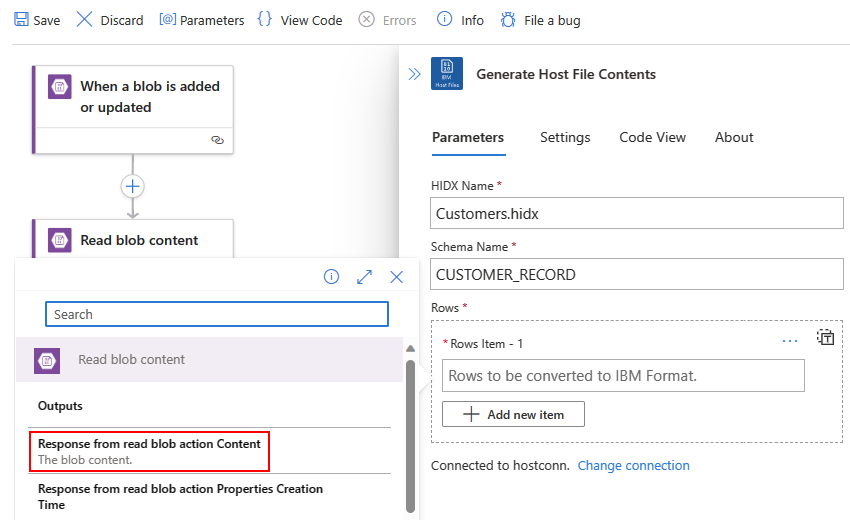 Save Discard [@] Parameters {} View Code Errors Info File a bug
When a blob is added
or updated
Read blob content
Search
Read blob content
Outputs
Response from read blob action Content
The blob content.
Response from read blob action Properties Creation
Time
IBM
Host Files
Generate Host File Contents
Parameters Settings Code View About
HIDX Name *
Customers.hidx
Schema Name *
CUSTOMER_RECORD
Rows *
* Rows Item - 1 ...
Rows to be converted to IBM Format.
Add new item
Connected to hostconn. Change connection